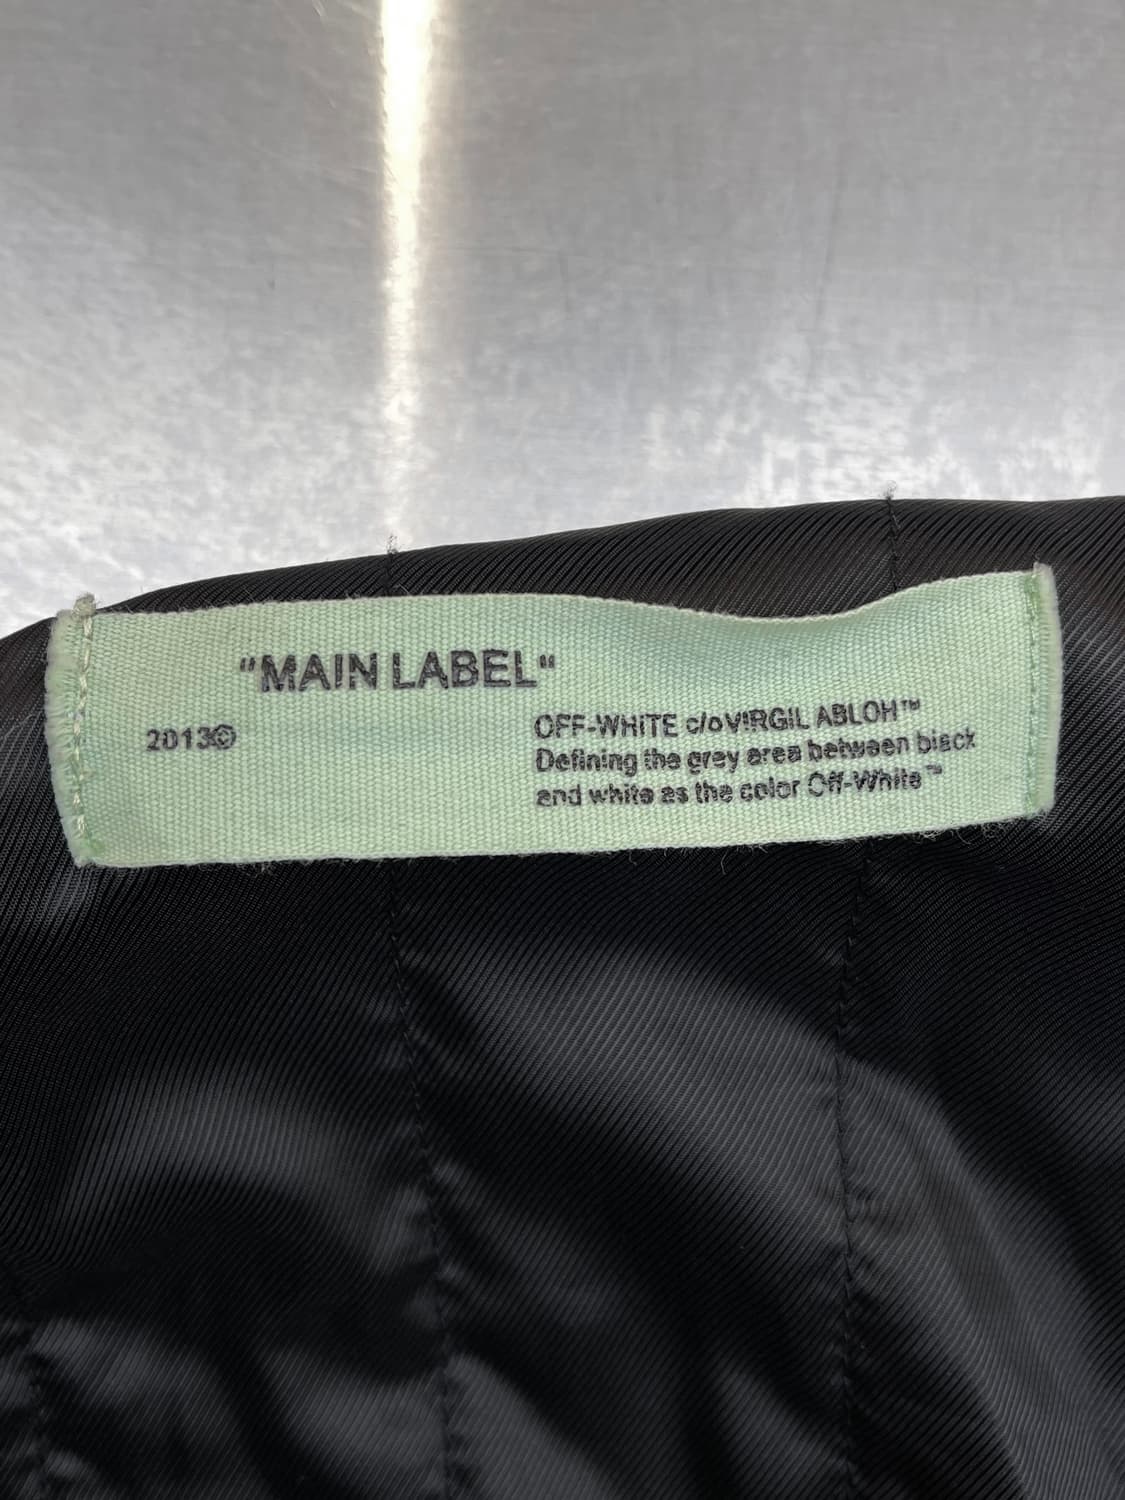 "MAIN LABEL"
2013©
OFF-WHITE c/o VIRGIL ABLOH™
Defining the grey area between black
and white as the color Off-White™